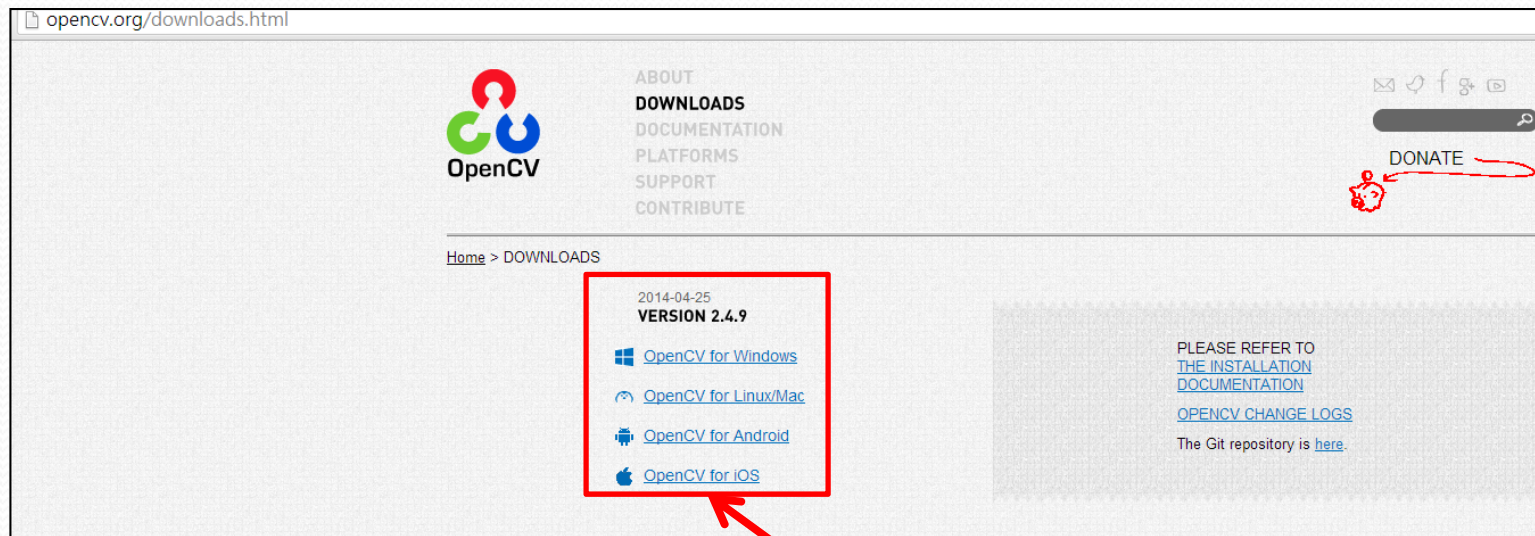 opencv.org/downloads.html
OpenCV
ABOUT
DOWNLOADS
DOCUMENTATION
PLATFORMS
SUPPORT
CONTRIBUTE
DONATE
Home > DOWNLOADS
2014-04-25
VERSION 2.4.9
OpenCV for Windows
OpenCV for Linux/Mac
OpenCV for Android
OpenCV for iOS
PLEASE REFER TO
THE INSTALLATION
DOCUMENTATION
OPENCV CHANGE LOGS
The Git repository is here.